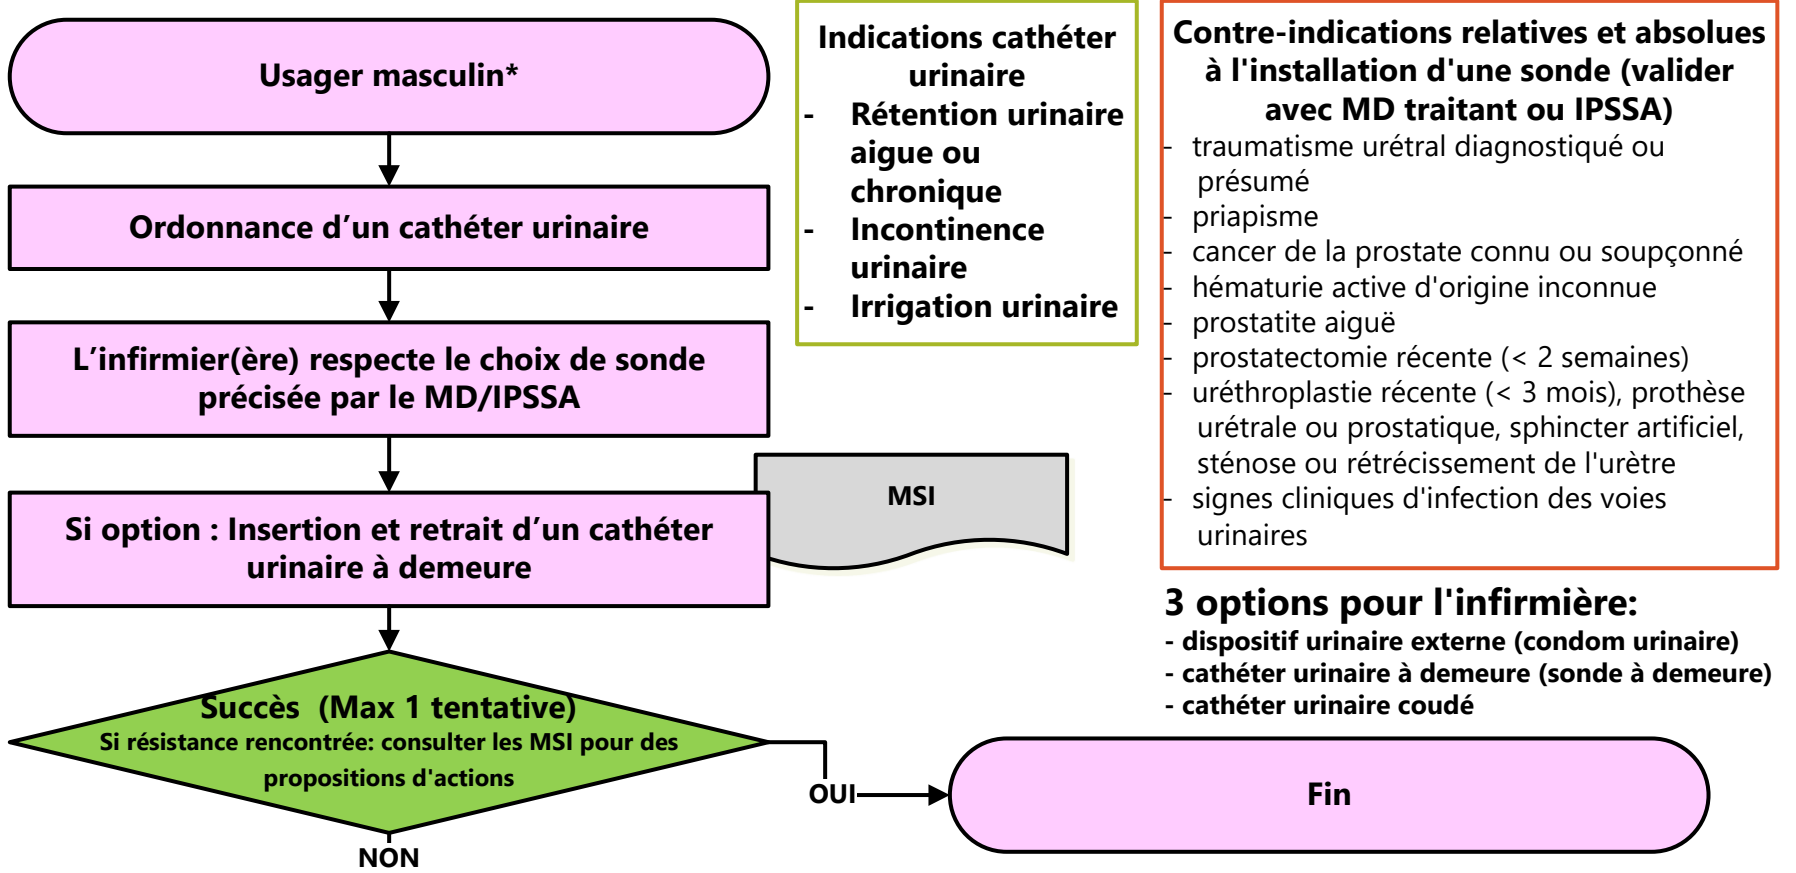 Usager masculin*
Ordonnance d’un cathéter urinaire
L’infirmier(ère) respecte le choix de sonde
précisée par le MD/IPSSA
Si option : Insertion et retrait d’un cathéter
urinaire à demeure
MSI
Succès  (Max 1 tentative)
Si résistance rencontrée: consulter les MSI pour des
propositions d'actions
OUI
NON
Fin
Indications cathéter
urinaire
- Rétention urinaire
aigue ou
chronique
- Incontinence
urinaire
- Irrigation urinaire
Contre-indications relatives et absolues
à l'installation d'une sonde (valider
avec MD traitant ou IPSSA)
- traumatisme urétral diagnostiqué ou
présumé
- priapisme
- cancer de la prostate connu ou soupçonné
- hématurie active d'origine inconnue
- prostatite aiguë
- prostatectomie récente (< 2 semaines)
- uréthroplastie récente (< 3 mois), prothèse
urétrale ou prostatique, sphincter artificiel,
sténose ou rétrécissement de l'urètre
- signes cliniques d'infection des voies
urinaires
3 options pour l'infirmière:
- dispositif urinaire externe (condom urinaire)
- cathéter urinaire à demeure (sonde à demeure)
- cathéter urinaire coudé